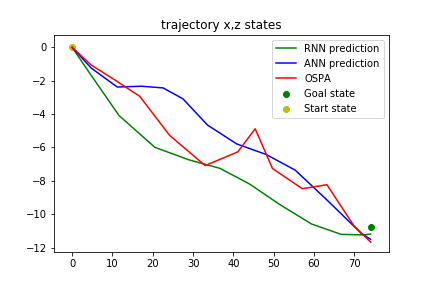 trajectory x,z states
RNN prediction
ANN prediction
OSPA
Goal state
Start state
0
−2
−4
−6
−8
−10
−12
0 10 20 30 40 50 60 70